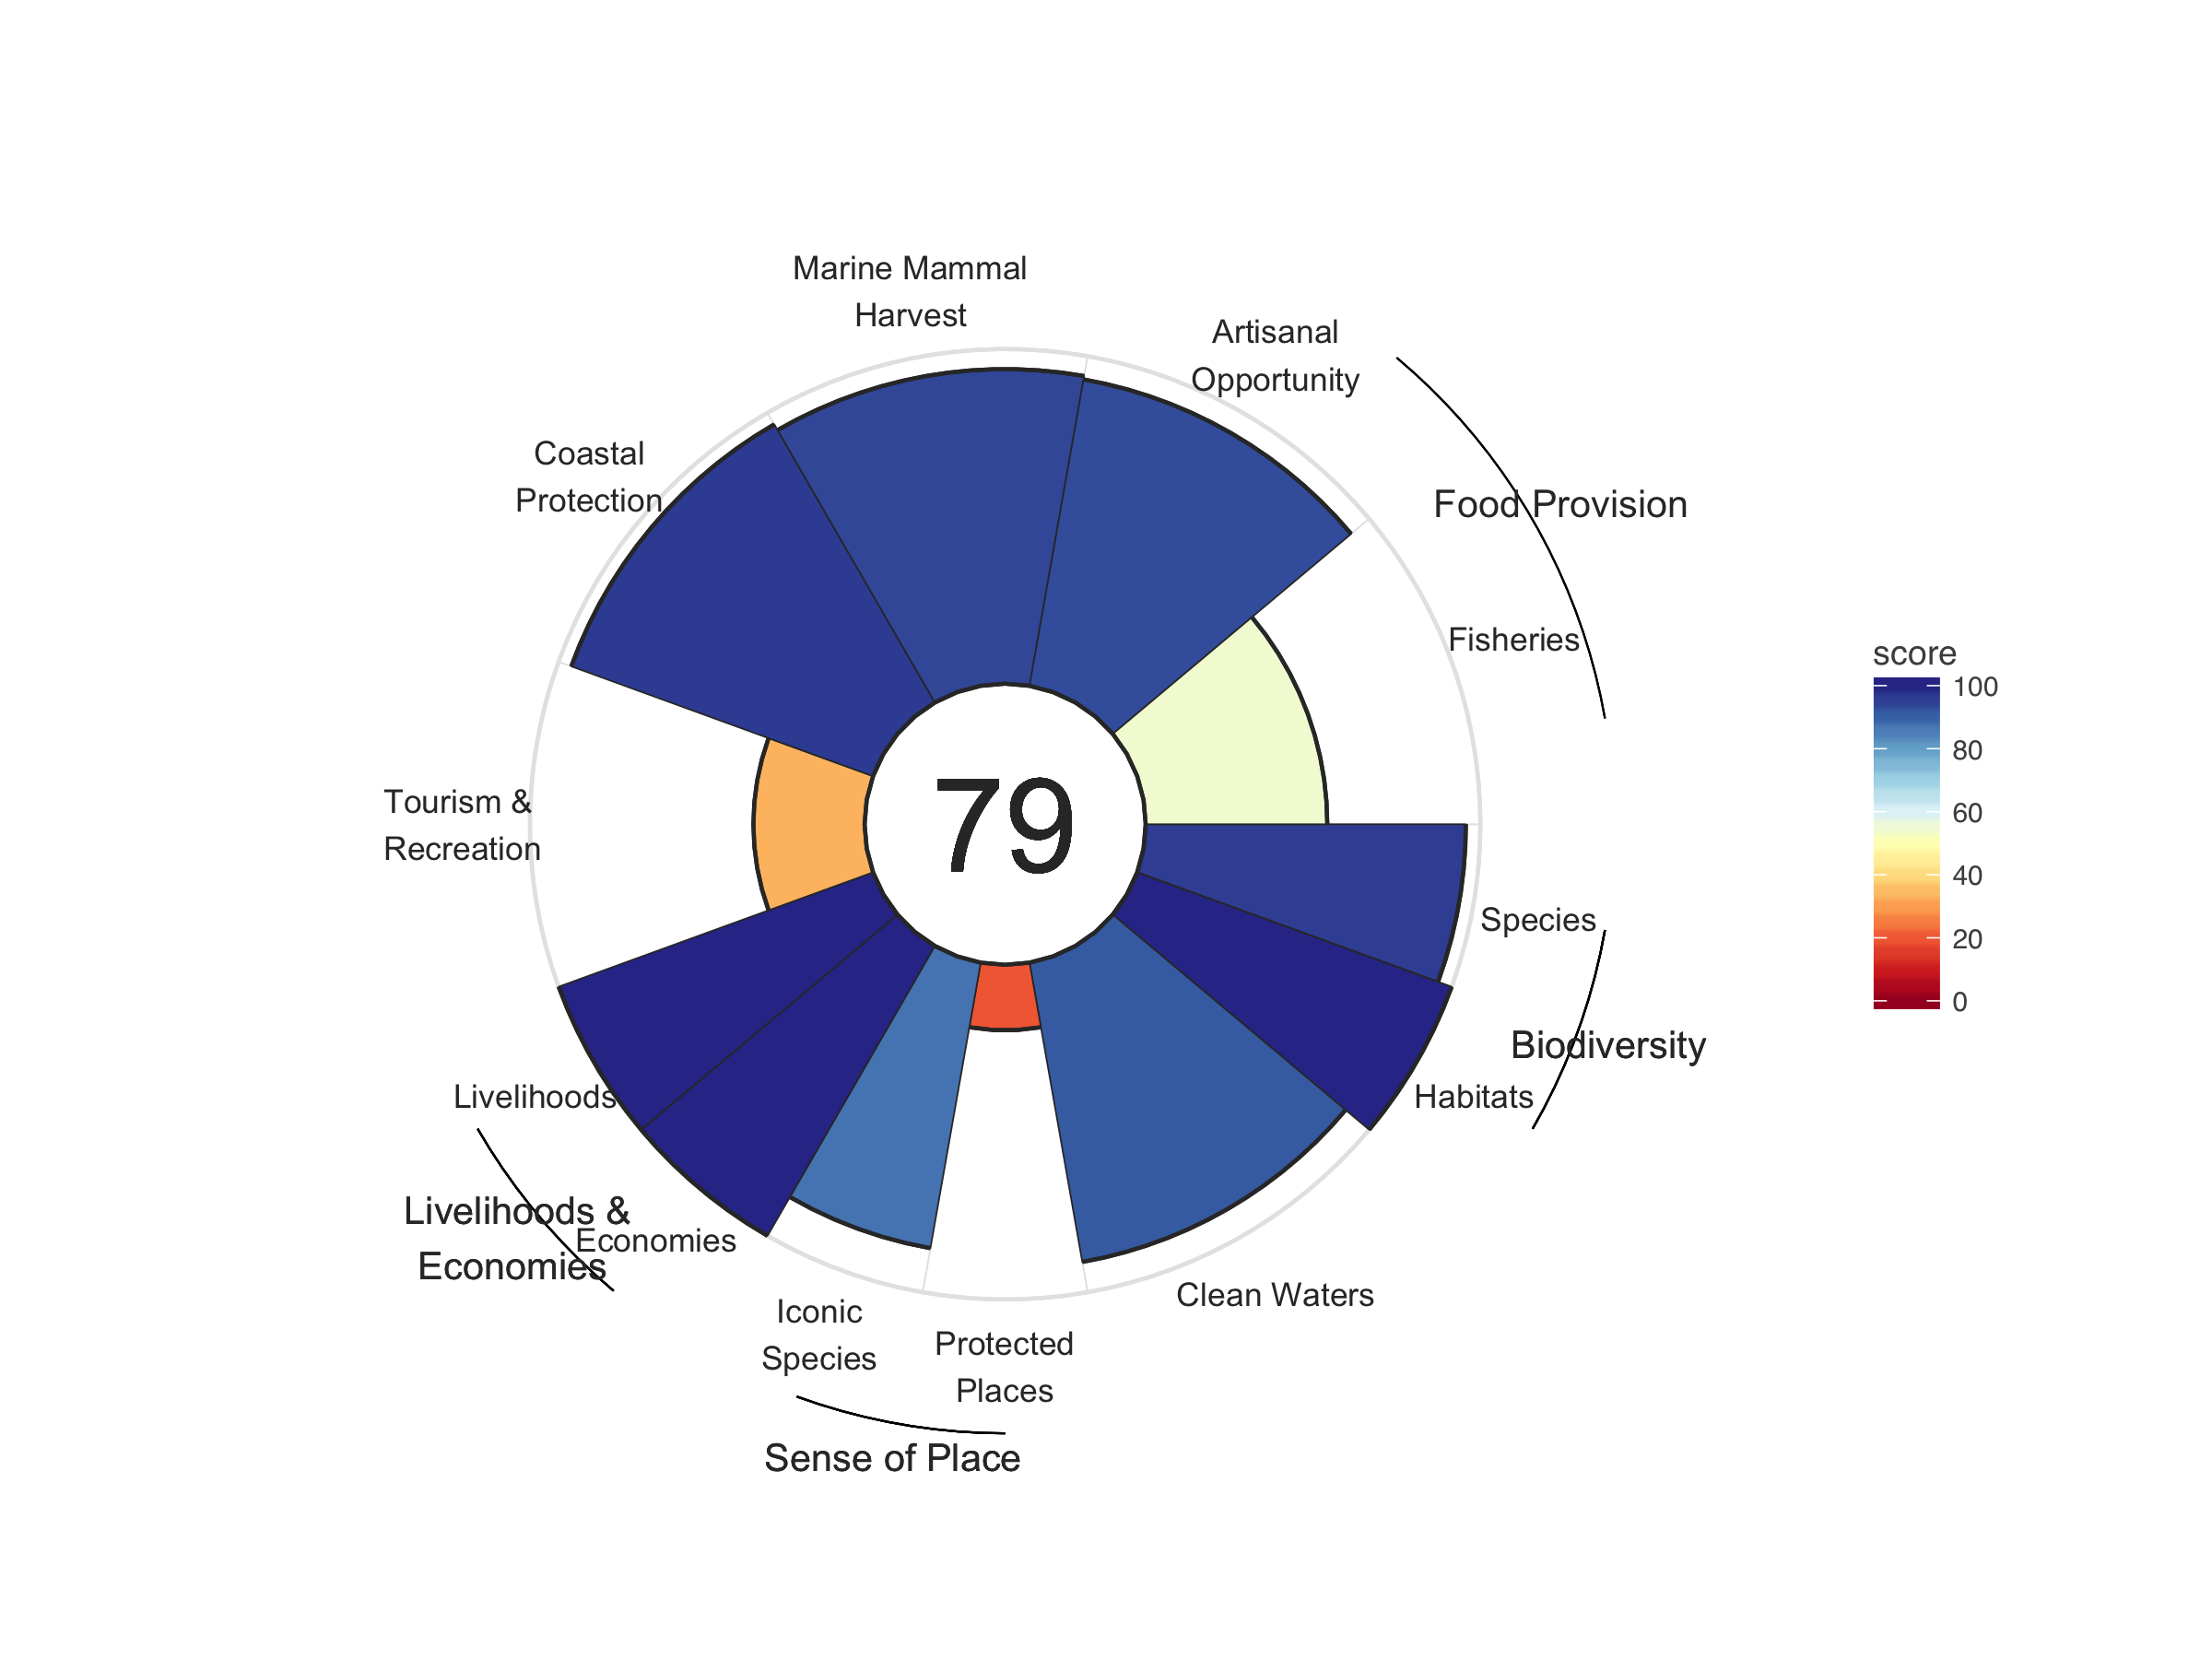 Marine Mammal
Harvest
Artisanal
Opportunity
Coastal
Protection
Food Provision
Fisheries
score
100
80
60
40
20
0
Tourism &
Recreation
79
Species
Biodiversity
Habitats
Livelihoods
Livelihoods &
Economies
Economies
Clean Waters
Iconic
Species
Protected
Places
Sense of Place